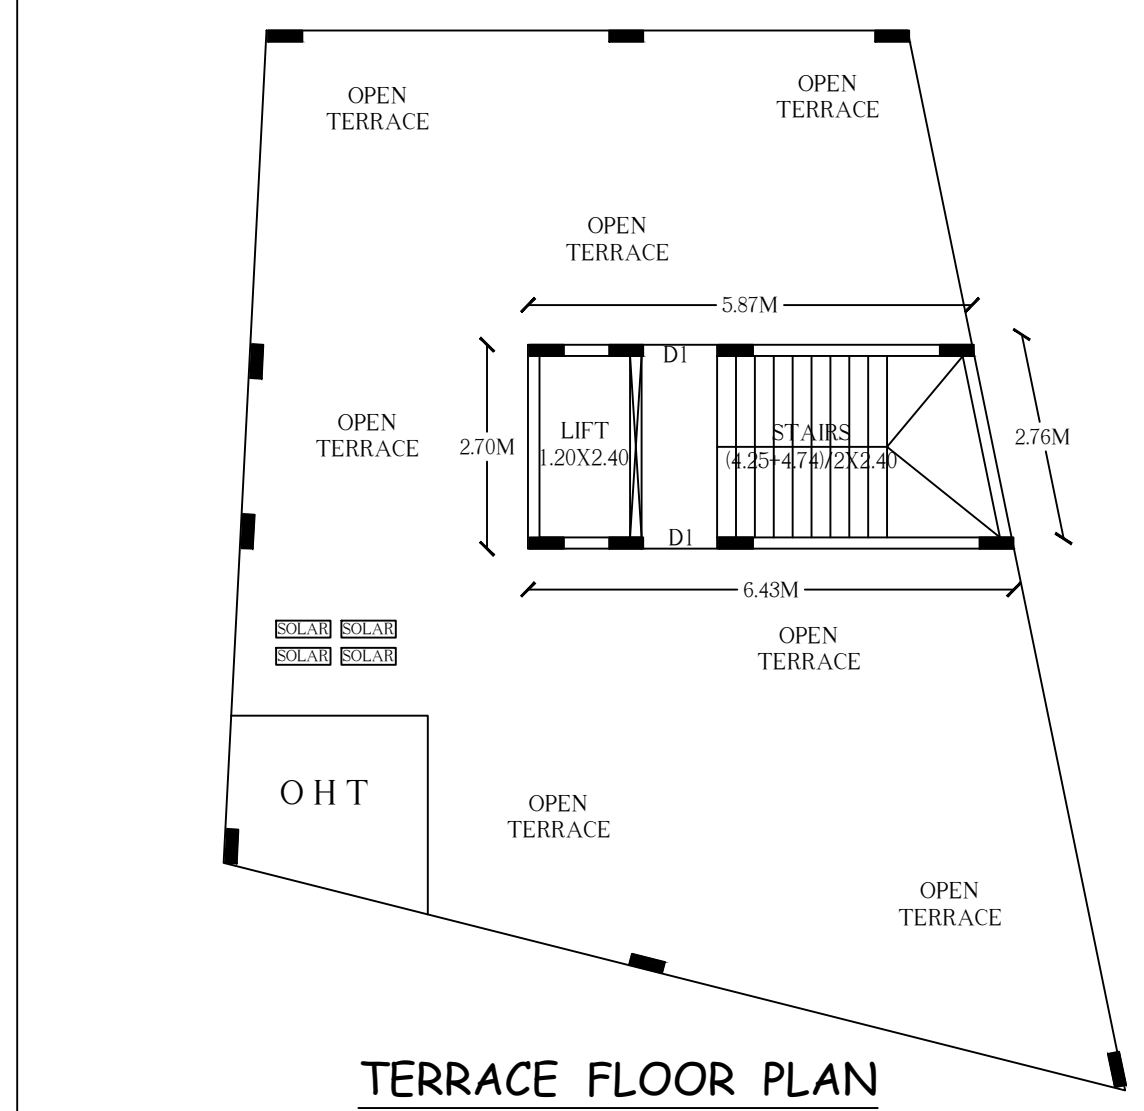 OPEN
TERRACE
OPEN
TERRACE
OPEN
TERRACE
5.87M
D1
OPEN
TERRACE
2.70M
LIFT
1.20X2.40
STAIRS
(4.25+4.74)/2X2.40
2.76M
D1
6.43M
SOLAR SOLAR
SOLAR SOLAR
OPEN
TERRACE
OHT
OPEN
TERRACE
OPEN
TERRACE
TERRACE FLOOR PLAN